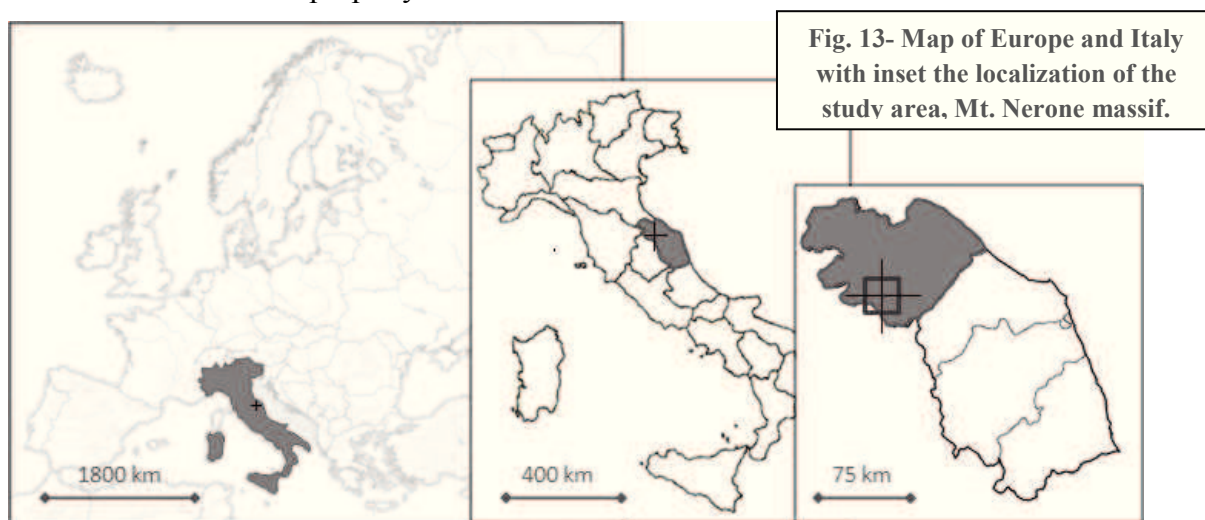 Fig. 13- Map of Europe and Italy
with inset the localization of the
study area, Mt. Nerone massif.
1800 km
400 km
75 km